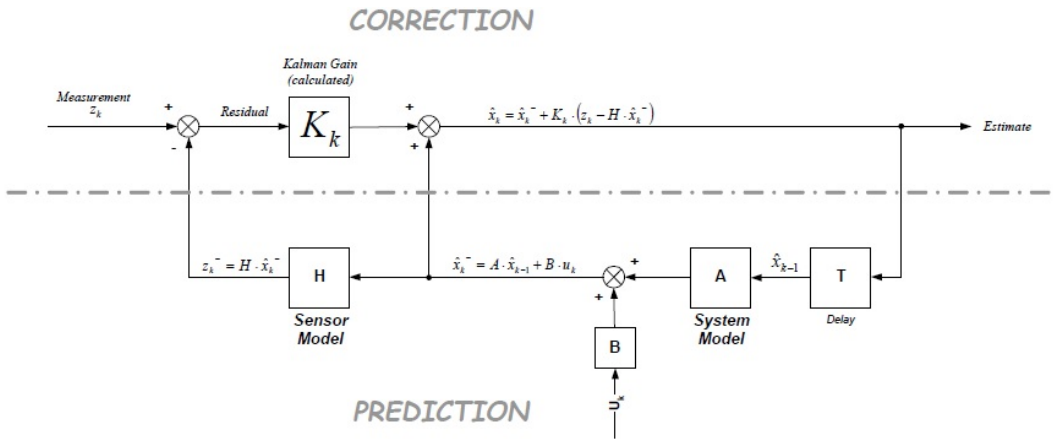 CORRECTION
Kalman Gain
(calculated)
Measurement
z_k
+
-
Residual
K_k
+
+
x̂_k = x̂_k⁻ + K_k · (z_k − H · x̂_k⁻)
Estimate
z_k⁻ = H · x̂_k⁻
H
Sensor
Model
x̂_k⁻ = A · x̂_{k−1} + B · u_k
+
+
A
System
Model
x̂_{k−1}
T
Delay
B
U_k
PREDICTION